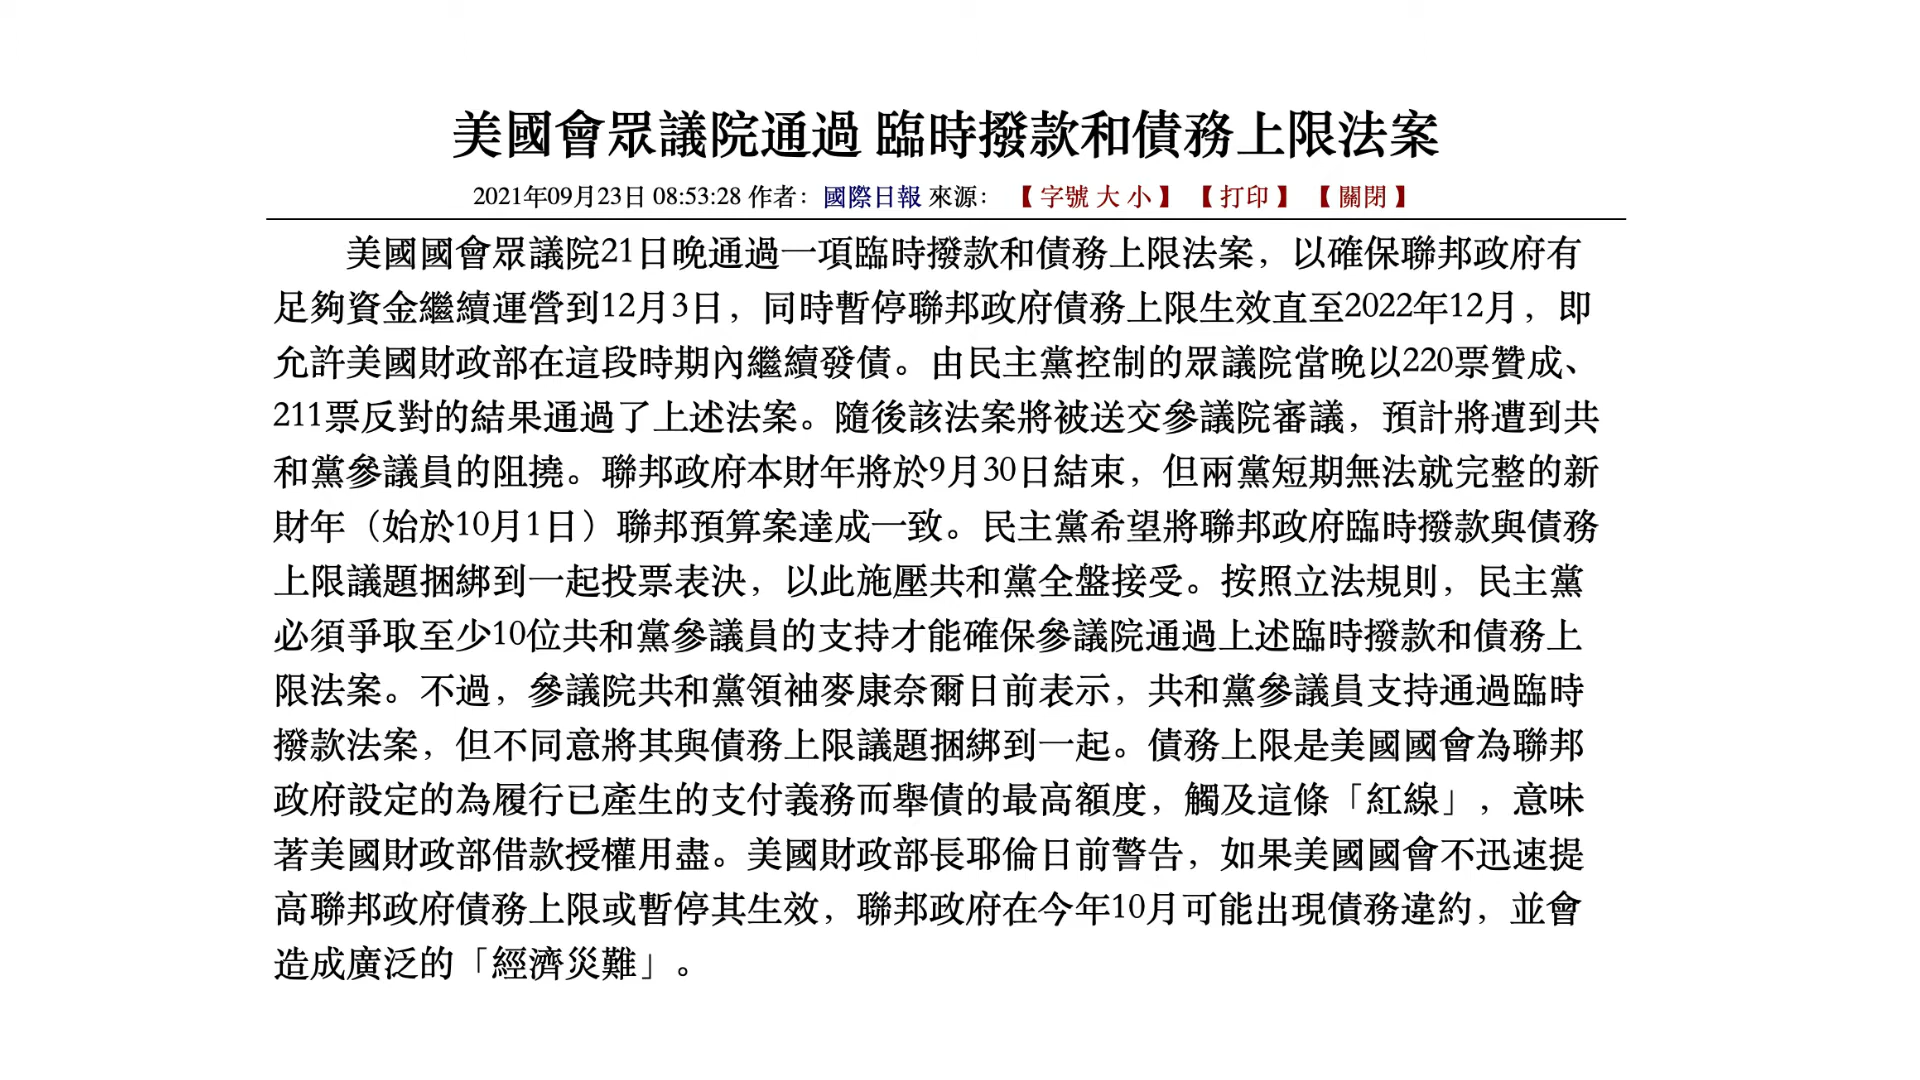 美國會眾議院通過 臨時撥款和債務上限法案
2021年09月23日 08:53:28 作者：國際日報 來源： 【字號 大 小】 【打印】 【關閉】
美國國會眾議院21日晚通過一項臨時撥款和債務上限法案，以確保聯邦政府有
足夠資金繼續運營到12月3日，同時暫停聯邦政府債務上限生效直至2022年12月，即
允許美國財政部在這段時期內繼續發債。由民主黨控制的眾議院當晚以220票贊成、
211票反對的結果通過了上述法案。隨後該法案將被送交參議院審議，預計將遭到共
和黨參議員的阻撓。聯邦政府本財年將於9月30日結束，但兩黨短期無法就完整的新
財年（始於10月1日）聯邦預算案達成一致。民主黨希望將聯邦政府臨時撥款與債務
上限議題捆綁到一起投票表決，以此施壓共和黨全盤接受。按照立法規則，民主黨
必須爭取至少10位共和黨參議員的支持才能確保參議院通過上述臨時撥款和債務上
限法案。不過，參議院共和黨領袖麥康奈爾日前表示，共和黨參議員支持通過臨時
撥款法案，但不同意將其與債務上限議題捆綁到一起。債務上限是美國國會為聯邦
政府設定的為履行已產生的支付義務而舉債的最高額度，觸及這條「紅線」，意味
著美國財政部借款授權用盡。美國財政部長耶倫日前警告，如果美國國會不迅速提
高聯邦政府債務上限或暫停其生效，聯邦政府在今年10月可能出現債務違約，並會
造成廣泛的「經濟災難」。